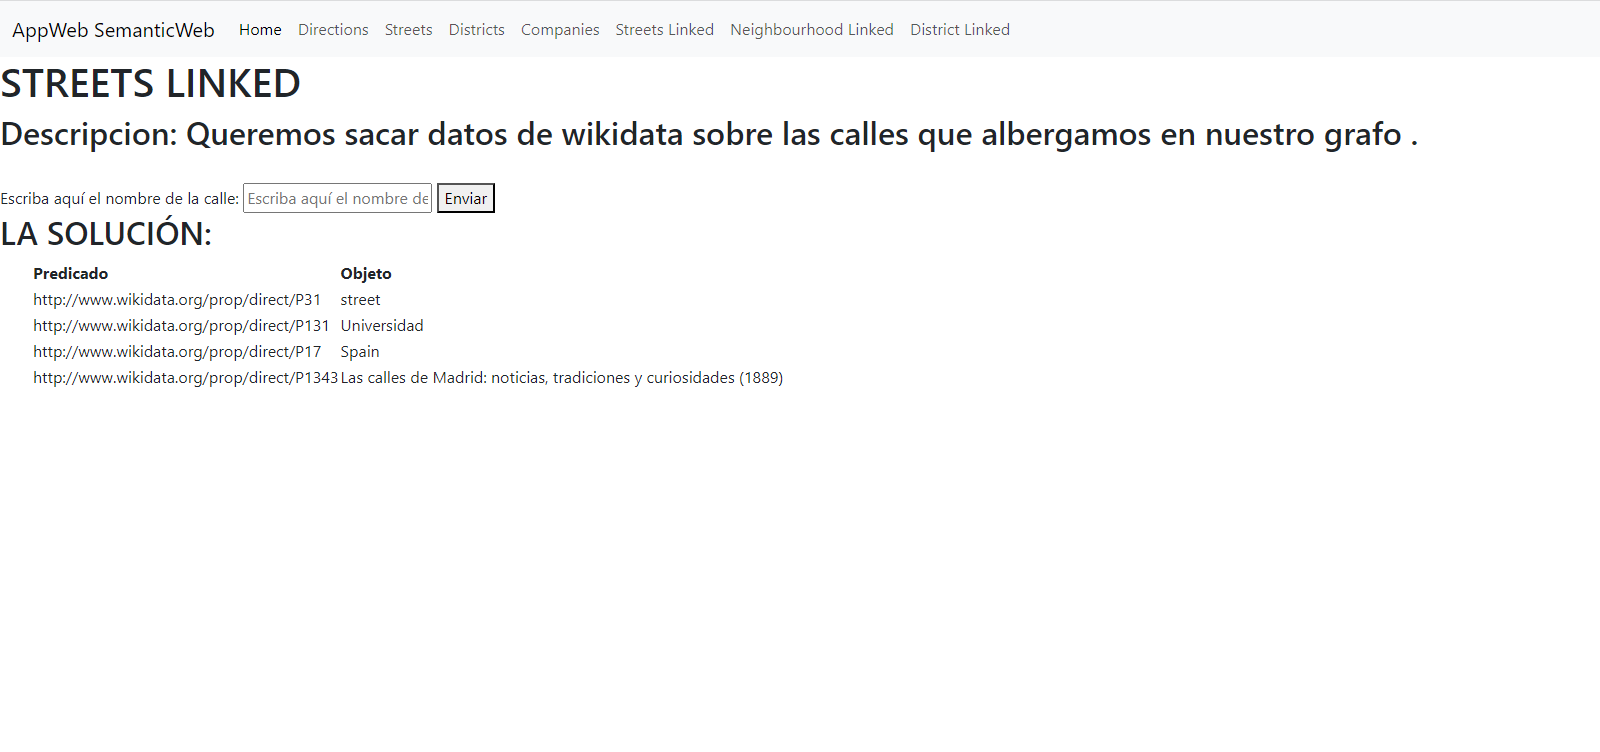 AppWeb SemanticWeb Home Directions Streets Districts Companies Streets Linked Neighbourhood Linked District Linked
STREETS LINKED
Descripcion: Queremos sacar datos de wikidata sobre las calles que albergamos en nuestro grafo .
Escriba aquí el nombre de la calle: Escriba aquí el nombre de Enviar
LA SOLUCIÓN:
Predicado Objeto
http://www.wikidata.org/prop/direct/P31 street
http://www.wikidata.org/prop/direct/P131 Universidad
http://www.wikidata.org/prop/direct/P17 Spain
http://www.wikidata.org/prop/direct/P1343 Las calles de Madrid: noticias, tradiciones y curiosidades (1889)